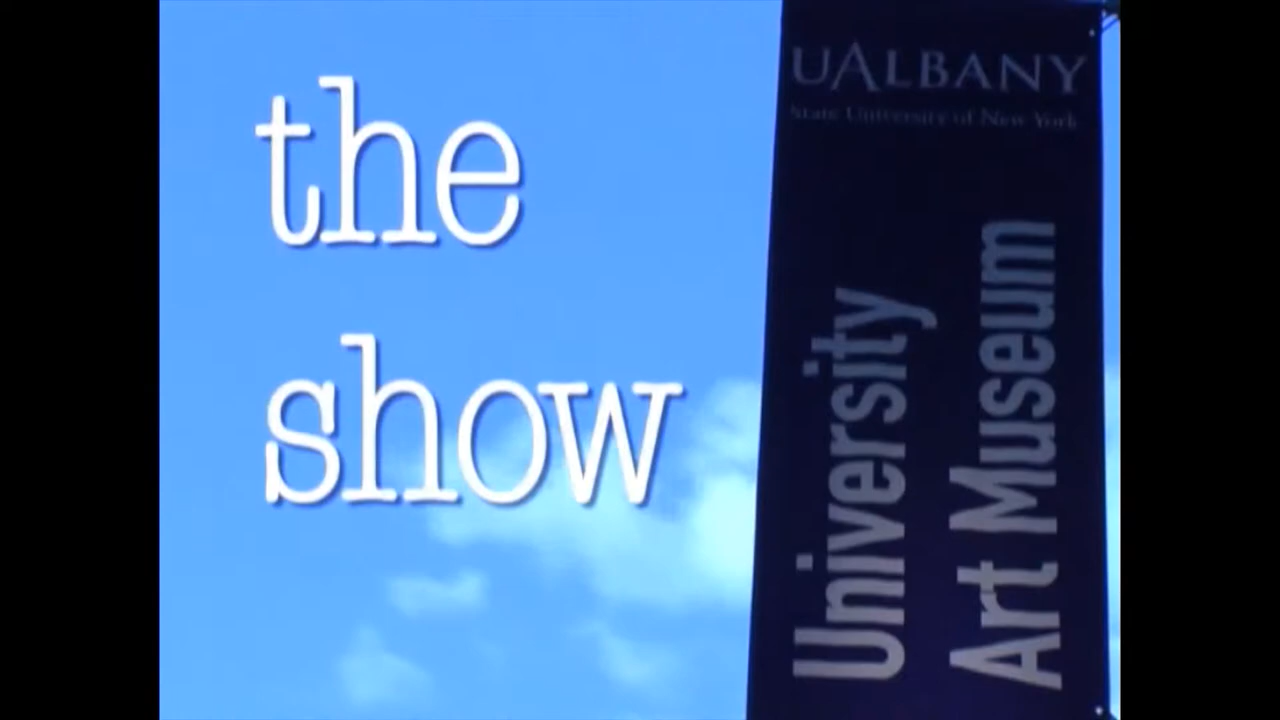 the
show
UALBANY
State University of New York
University
Art Museum